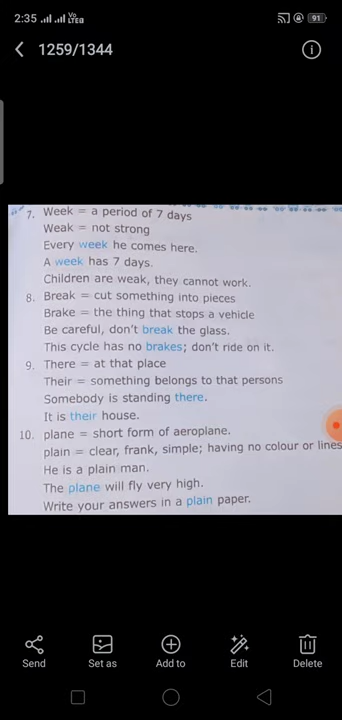 2:35 Vo LTE
91
1259/1344
7. Week = a period of 7 days
Weak = not strong
Every week he comes here.
A week has 7 days.
Children are weak, they cannot work.
8. Break = cut something into pieces
Brake = the thing that stops a vehicle
Be careful, don't break the glass.
This cycle has no brakes; don't ride on it.
9. There = at that place
Their = something belongs to that persons
Somebody is standing there.
It is their house.
10. plane = short form of aeroplane.
plain = clear, frank, simple; having no colour or lines
He is a plain man.
The plane will fly very high.
Write your answers in a plain paper.
Send Set as Add to Edit Delete